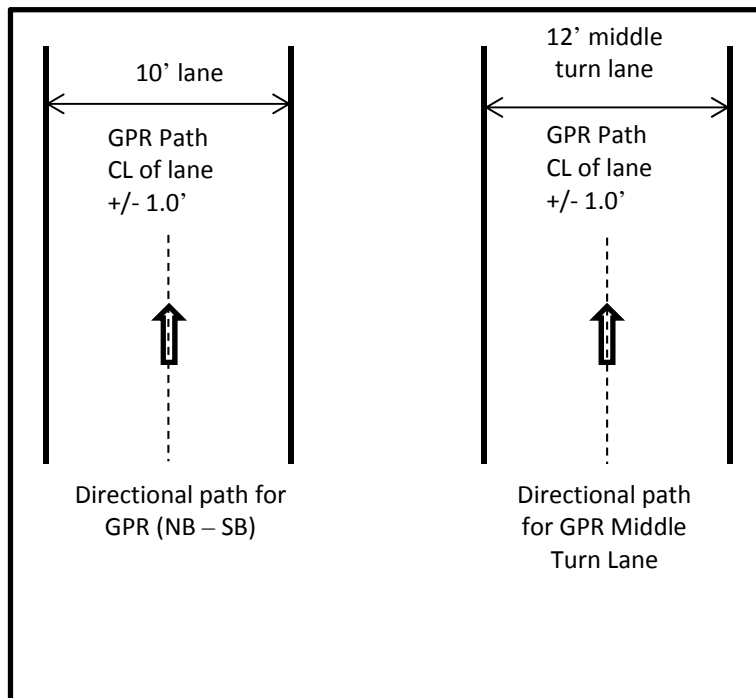 10’ lane
GPR Path
CL of lane
+/- 1.0’
Directional path for
GPR (NB – SB)
12’ middle
turn lane
GPR Path
CL of lane
+/- 1.0’
Directional path
for GPR Middle
Turn Lane